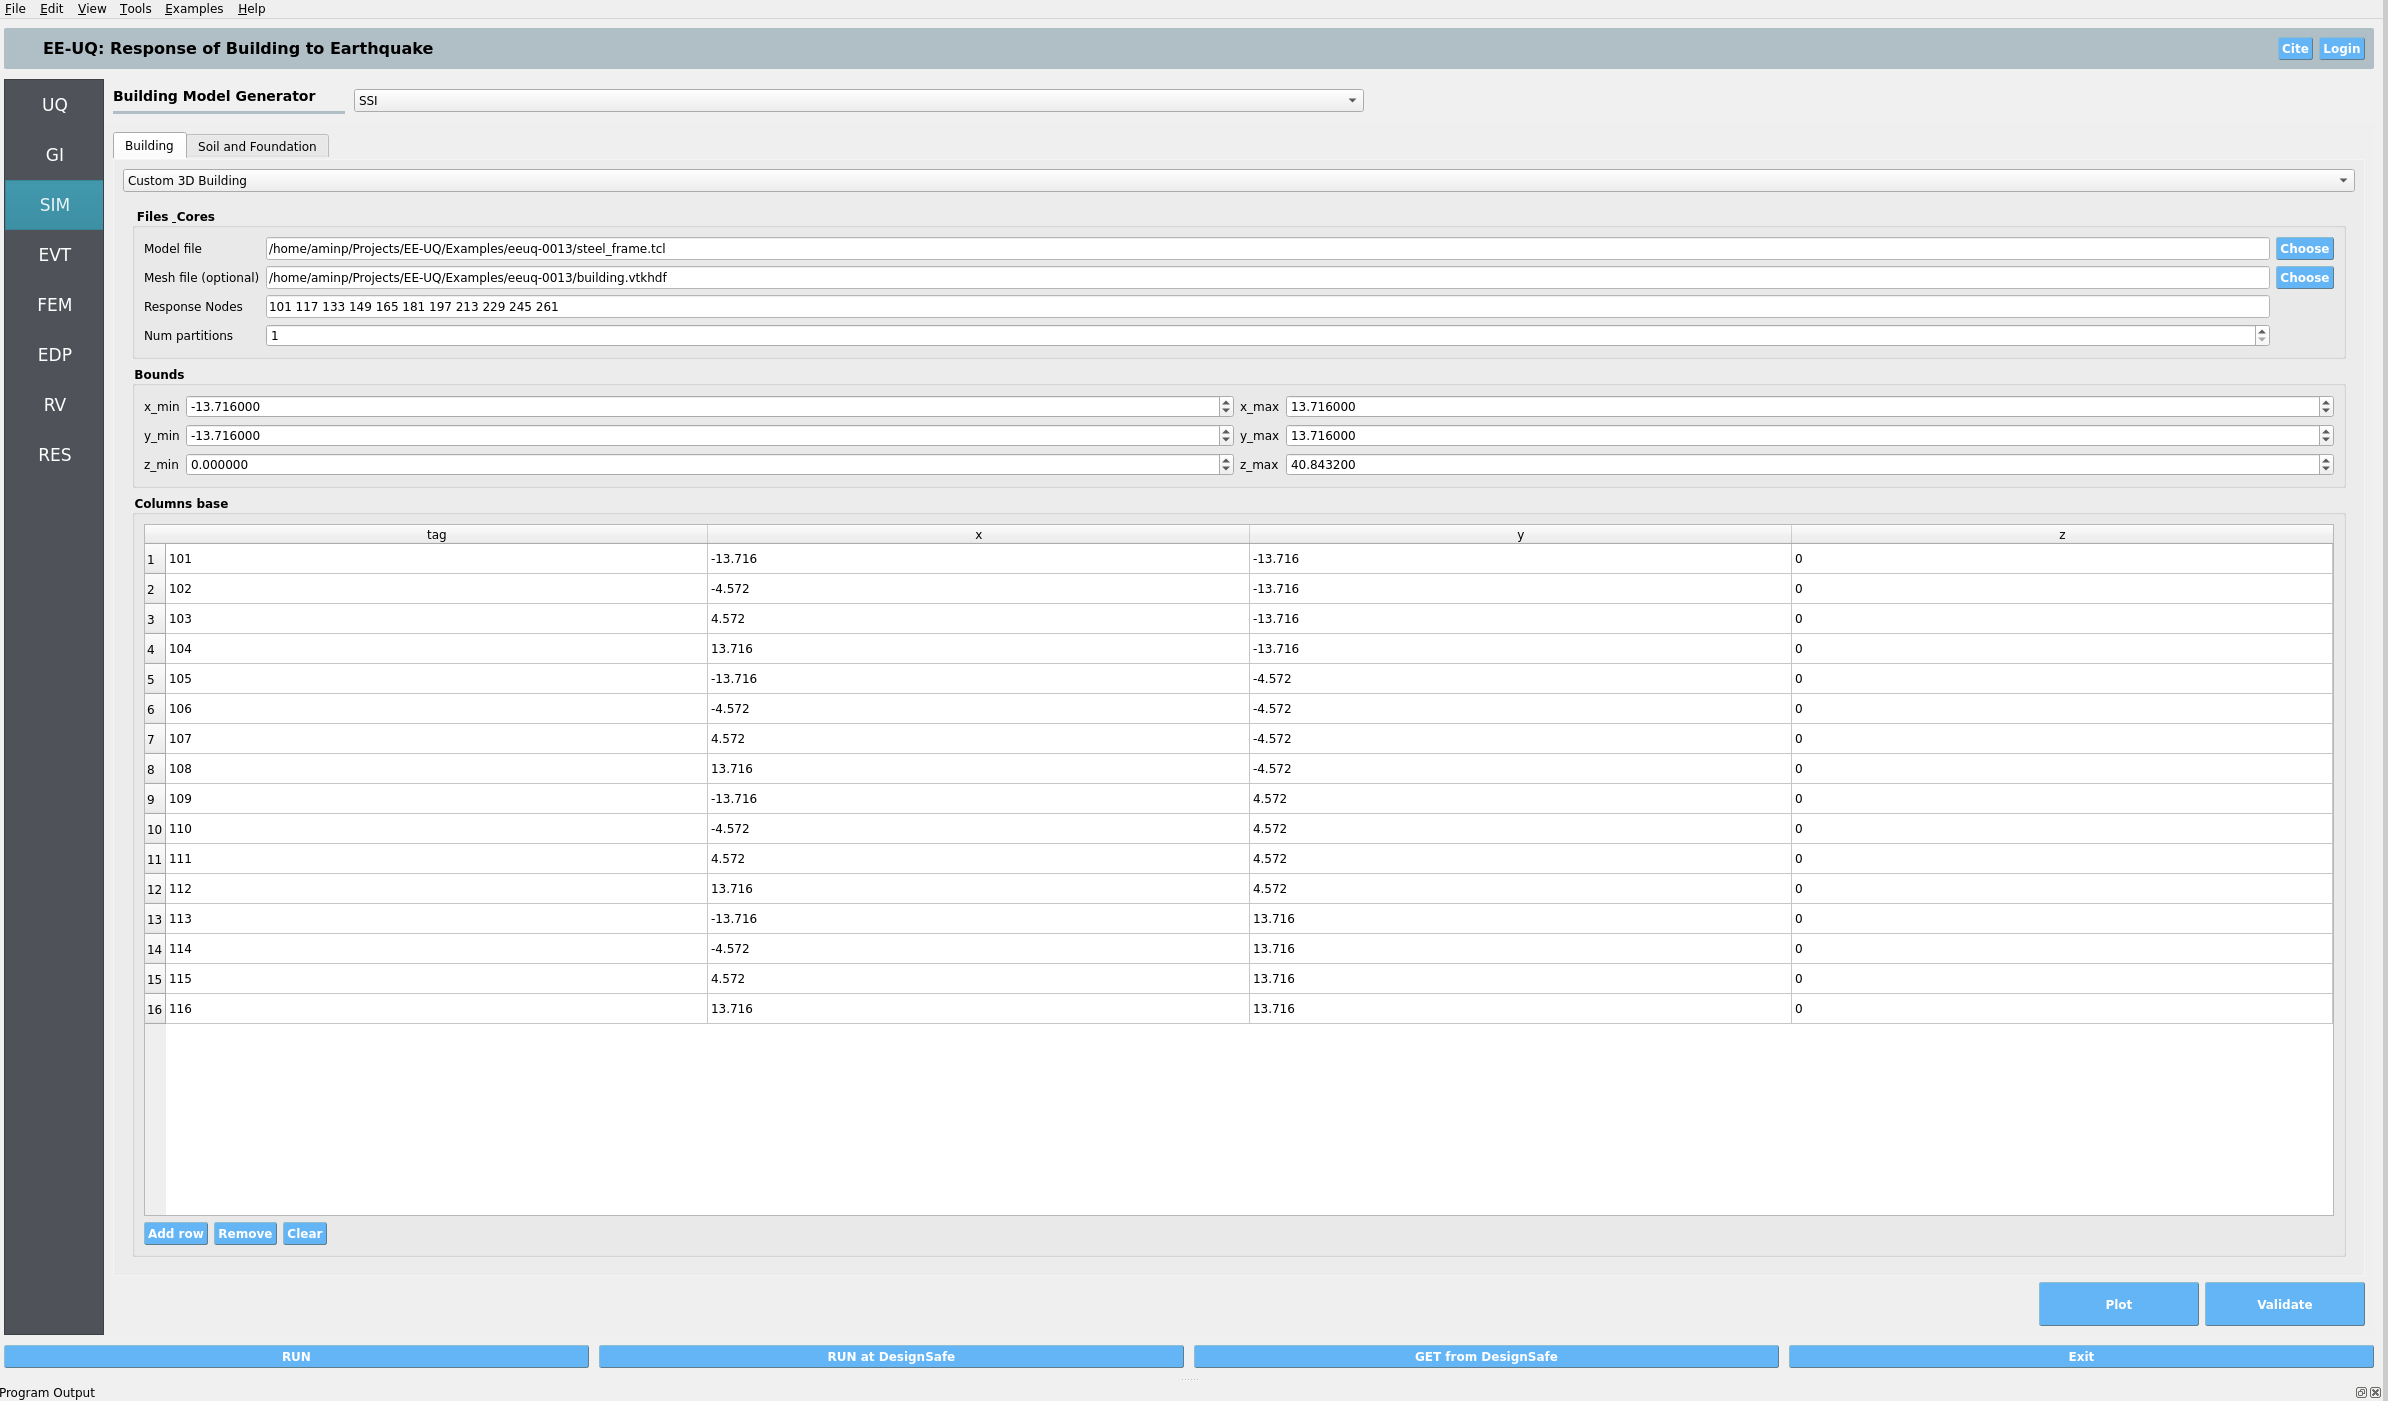 File Edit View Tools Examples Help
EE-UQ: Response of Building to Earthquake
Cite Login
UQ
GI
SIM
EVT
FEM
EDP
RV
RES
Building Model Generator SSI
Building Soil and Foundation
Custom 3D Building
Files _Cores
Model file /home/aminp/Projects/EE-UQ/Examples/eeuq-0013/steel_frame.tcl Choose
Mesh file (optional) /home/aminp/Projects/EE-UQ/Examples/eeuq-0013/building.vtkhdf Choose
Response Nodes 101 117 133 149 165 181 197 213 229 245 261
Num partitions 1
Bounds
x_min -13.716000 x_max 13.716000
y_min -13.716000 y_max 13.716000
z_min 0.000000 z_max 40.843200
Columns base
tag x y z
1 101 -13.716 -13.716 0
2 102 -4.572 -13.716 0
3 103 4.572 -13.716 0
4 104 13.716 -13.716 0
5 105 -13.716 -4.572 0
6 106 -4.572 -4.572 0
7 107 4.572 -4.572 0
8 108 13.716 -4.572 0
9 109 -13.716 4.572 0
10 110 -4.572 4.572 0
11 111 4.572 4.572 0
12 112 13.716 4.572 0
13 113 -13.716 13.716 0
14 114 -4.572 13.716 0
15 115 4.572 13.716 0
16 116 13.716 13.716 0
Add row Remove Clear
Plot Validate
RUN RUN at DesignSafe GET from DesignSafe Exit
Program Output